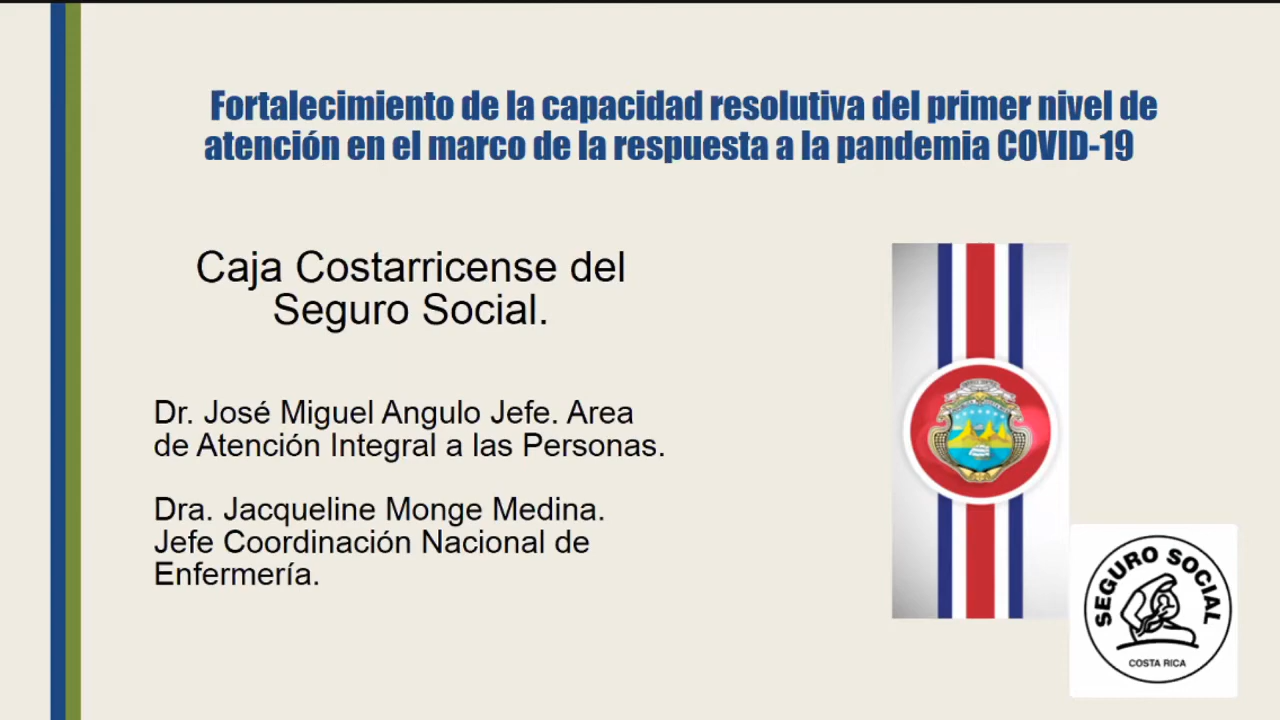 Fortalecimiento de la capacidad resolutiva del primer nivel de
atención en el marco de la respuesta a la pandemia COVID-19
Caja Costarricense del
Seguro Social.
Dr. José Miguel Angulo Jefe. Area
de Atención Integral a las Personas.
Dra. Jacqueline Monge Medina.
Jefe Coordinación Nacional de
Enfermería.
SEGURO SOCIAL
COSTA RICA